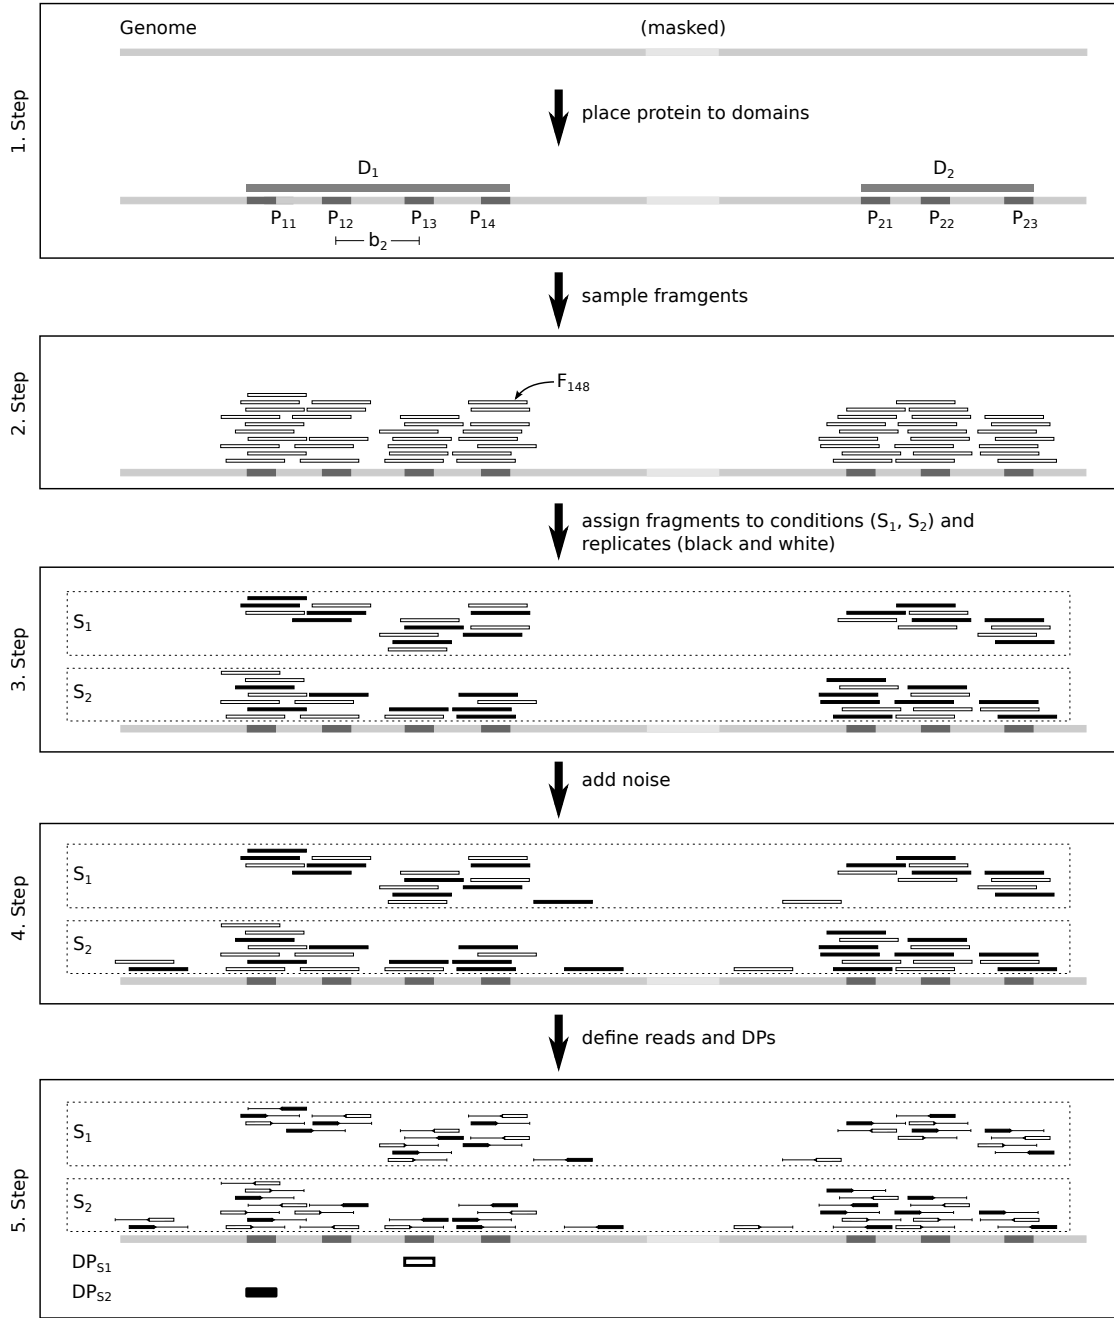 Genome (masked)
1. Step
place protein to domains
D₁ D₂
P₁₁ P₁₂ P₁₃ P₁₄ P₂₁ P₂₂ P₂₃
b₂
sample framgents
2. Step
F₁₄₈
assign fragments to conditions (S₁, S₂) and
replicates (black and white)
3. Step
S₁
S₂
add noise
4. Step
S₁
S₂
define reads and DPs
5. Step
S₁
S₂
DP_S1
DP_S2